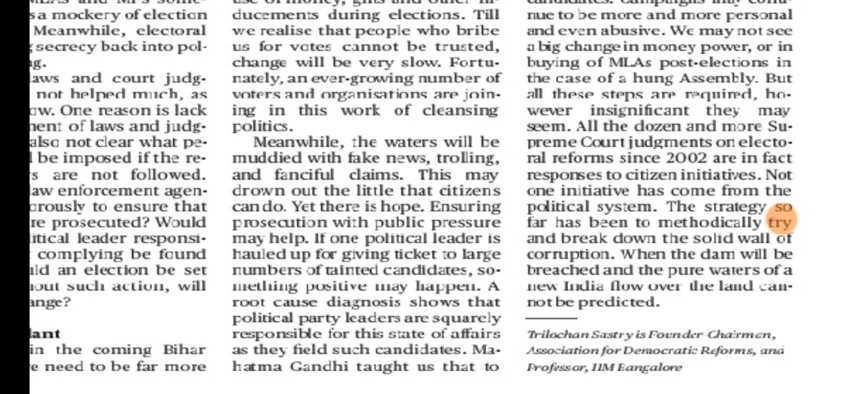 s a mockery of election
Meanwhile, electoral
secrecy back into pol-
g.
aws and court judg-
not helped much, as
ow. One reason is lack
ment of laws and judg-
also not clear what pe-
be imposed if the re-
s are not followed.
aw enforcement agen-
orously to ensure that
re prosecuted? Would
litical leader responsi-
complying be found
ld an election be set
out such action, will
ange?
lant
in the coming Bihar
e need to be far more
ducements during elections. Till
we realise that people who bribe
us for votes cannot be trusted,
change will be very slow. Fortu-
nately, an ever-growing number of
voters and organisations are join-
ing in this work of cleansing
politics.
Meanwhile, the waters will be
muddied with fake news, trolling,
and fanciful claims. This may
drown out the little that citizens
can do. Yet there is hope. Ensuring
prosecution with public pressure
may help. If one political leader is
hauled up for giving ticket to large
numbers of tainted candidates, so-
mething positive may happen. A
root cause diagnosis shows that
political party leaders are squarely
responsible for this state of affairs
as they field such candidates. Ma-
hatma Gandhi taught us that to
nue to be more and more personal
and even abusive. We may not see
a big change in money power, or in
buying of MLAs post-elections in
the case of a hung Assembly. But
all these steps are required, ho-
wever insignificant they may
seem. All the dozen and more Su-
preme Court judgments on electo-
ral reforms since 2002 are in fact
responses to citizen initiatives. Not
one initiative has come from the
political system. The strategy so
far has been to methodically try
and break down the solid wall of
corruption. When the dam will be
breached and the pure waters of a
new India flow over the land can-
not be predicted.
Trilochan Sastry is Founder-Chairman,
Association for Democratic Reforms, and
Professor, IIM Bangalore